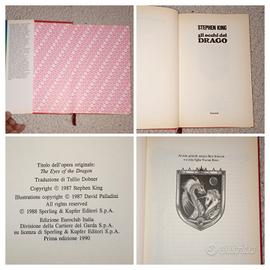 STEPHEN KING
gli occhi del
DRAGO
Titolo dell'opera originale:
The Eyes of the Dragon
Traduzione di Tullio Dobner
Copyright © 1987 Stephen King
Illustrations copyright © 1987 David Palladini
All rights reserved
© 1988 Sperling & Kupfer Editori S.p.A.
Edizione Euroclub Italia
Divisione della Cartiere del Garda S.p.A.
su licenza di Sperling & Kupfer Editori S.p.A.
Prima edizione 1990